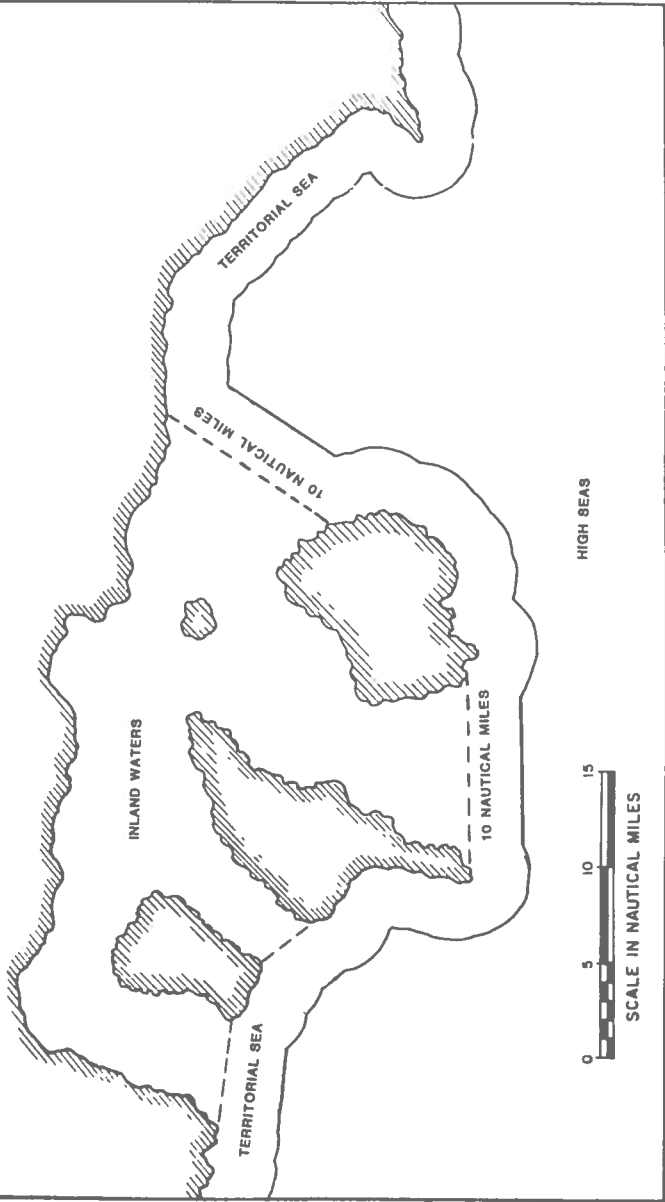 INLAND WATERS
TERRITORIAL SEA
10 NAUTICAL MILES
TERRITORIAL SEA
10 NAUTICAL MILES
HIGH SEAS
0 5 10 15
SCALE IN NAUTICAL MILES